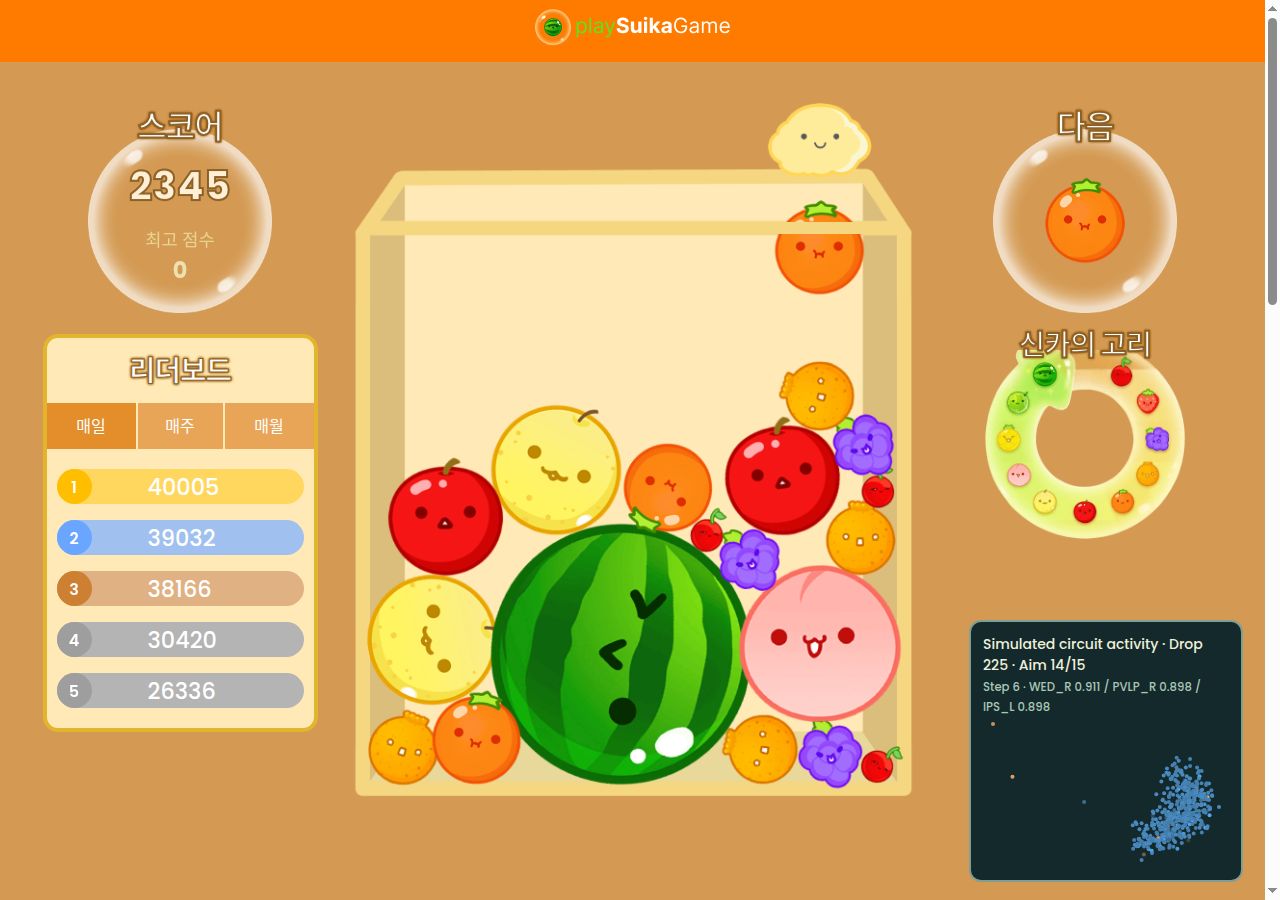 playSuikaGame
스코어
2345
최고 점수
0
다음
신카의 고리
리더보드
매일 매주 매월
1 40005
2 39032
3 38166
4 30420
5 26336
Simulated circuit activity · Drop
225 · Aim 14/15
Step 6 · WED_R 0.911 / PVLP_R 0.898 /
IPS_L 0.898